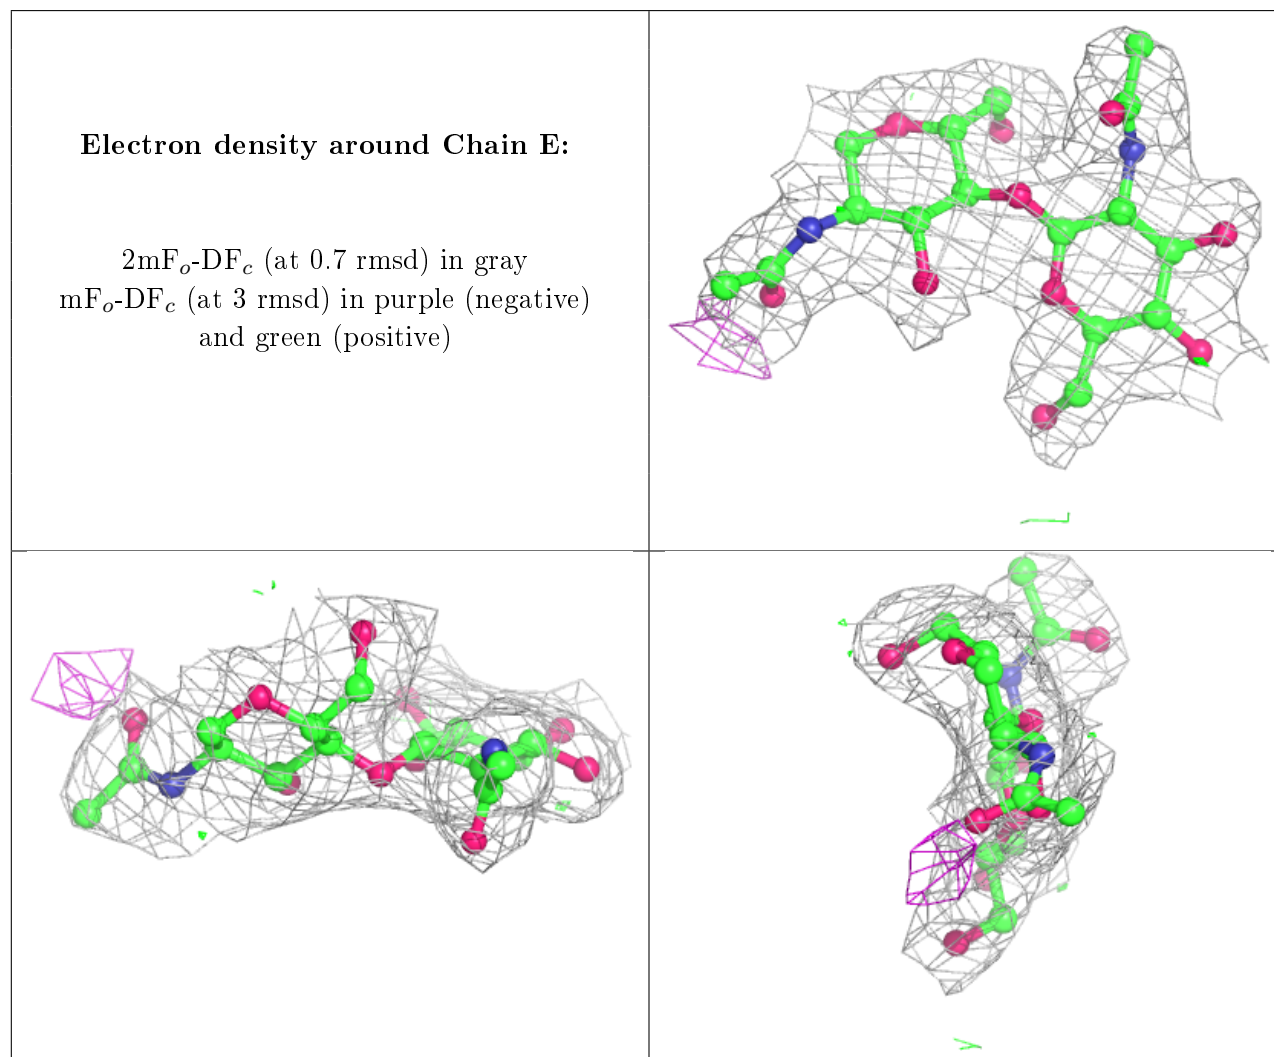 Electron density around Chain E:
2mFo-DFc (at 0.7 rmsd) in gray
mFo-DFc (at 3 rmsd) in purple (negative)
and green (positive)